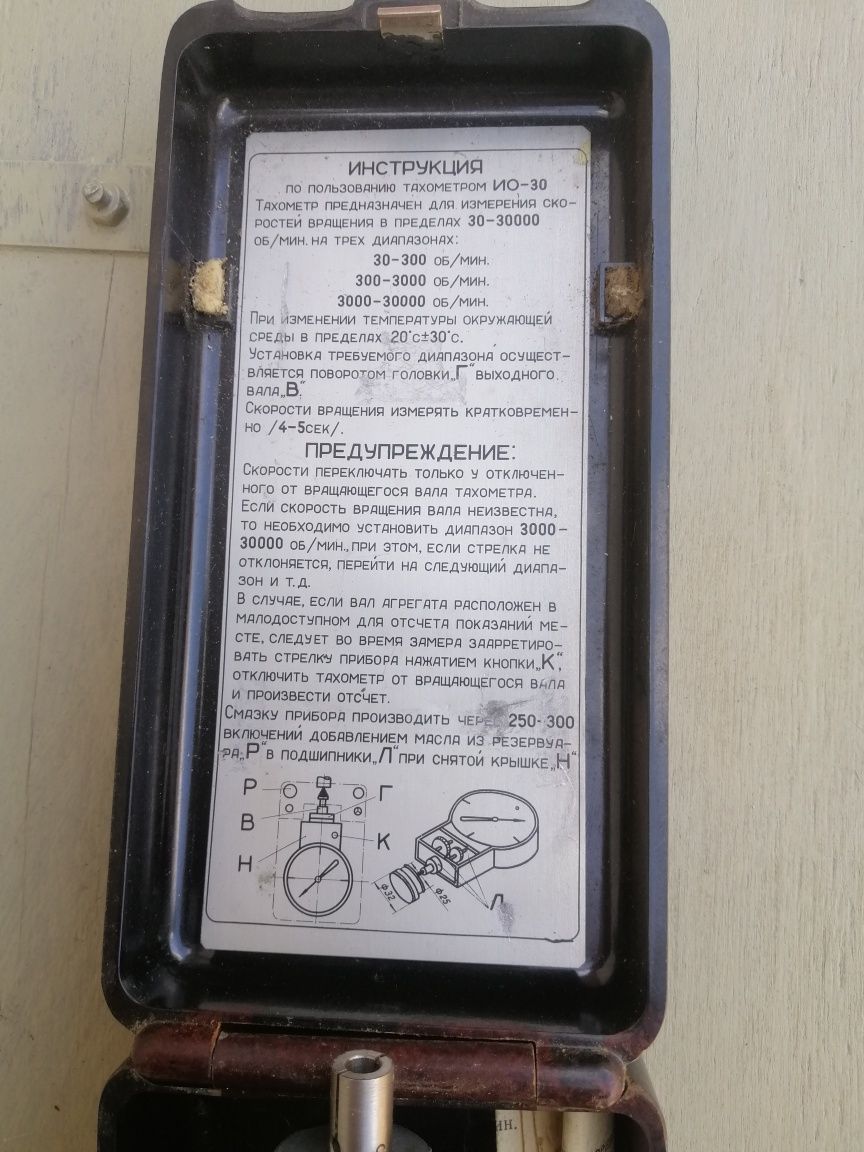 ИНСТРУКЦИЯ
ПО ПОЛЬЗОВАНИЮ ТАХОМЕТРОМ ИО-30
ТАХОМЕТР ПРЕДНАЗНАЧЕН ДЛЯ ИЗМЕРЕНИЯ СКО-
РОСТЕЙ ВРАЩЕНИЯ В ПРЕДЕЛАХ 30-30000
ОБ/МИН. НА ТРЕХ ДИАПАЗОНАХ:
30-300 ОБ/МИН.
300-3000 ОБ/МИН.
3000-30000 ОБ/МИН.
ПРИ ИЗМЕНЕНИИ ТЕМПЕРАТУРЫ ОКРУЖАЮЩЕЙ
СРЕДЫ В ПРЕДЕЛАХ 20°С±30°С.
УСТАНОВКА ТРЕБУЕМОГО ДИАПАЗОНА ОСУЩЕСТ-
ВЛЯЕТСЯ ПОВОРОТОМ ГОЛОВКИ „Г“ ВЫХОДНОГО
ВАЛА „В“.
СКОРОСТИ ВРАЩЕНИЯ ИЗМЕРЯТЬ КРАТКОВРЕМЕН-
НО /4-5СЕК/.
ПРЕДУПРЕЖДЕНИЕ:
СКОРОСТИ ПЕРЕКЛЮЧАТЬ ТОЛЬКО У ОТКЛЮЧЕН-
НОГО ОТ ВРАЩАЮЩЕГОСЯ ВАЛА ТАХОМЕТРА.
ЕСЛИ СКОРОСТЬ ВРАЩЕНИЯ ВАЛА НЕИЗВЕСТНА,
ТО НЕОБХОДИМО УСТАНОВИТЬ ДИАПАЗОН 3000-
30000 ОБ/МИН., ПРИ ЭТОМ, ЕСЛИ СТРЕЛКА НЕ
ОТКЛОНЯЕТСЯ, ПЕРЕЙТИ НА СЛЕДУЮЩИЙ ДИАПА-
ЗОН И Т.Д.
В СЛУЧАЕ, ЕСЛИ ВАЛ АГРЕГАТА РАСПОЛОЖЕН В
МАЛОДОСТУПНОМ ДЛЯ ОТСЧЕТА ПОКАЗАНИЙ МЕ-
СТЕ, СЛЕДУЕТ ВО ВРЕМЯ ЗАМЕРА ЗААРРЕТИРО-
ВАТЬ СТРЕЛКУ ПРИБОРА НАЖАТИЕМ КНОПКИ „К“,
ОТКЛЮЧИТЬ ТАХОМЕТР ОТ ВРАЩАЮЩЕГОСЯ ВАЛА
И ПРОИЗВЕСТИ ОТСЧЕТ.
СМАЗКУ ПРИБОРА ПРОИЗВОДИТЬ ЧЕРЕЗ 250-300
ВКЛЮЧЕНИЙ ДОБАВЛЕНИЕМ МАСЛА ИЗ РЕЗЕРВУА-
РА „Р“ В ПОДШИПНИКИ „Л“ ПРИ СНЯТОЙ КРЫШКЕ „Н“
Р
Г
В
К
Н
Ф32
Ф25
Л
ИН.